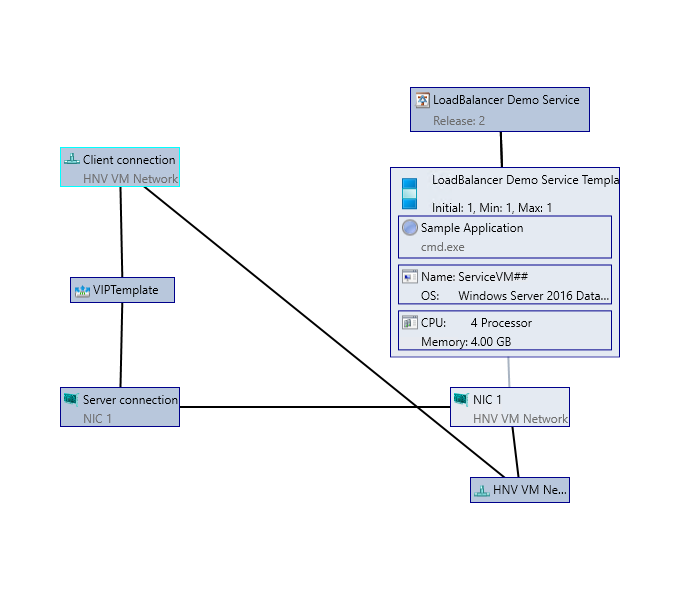 LoadBalancer Demo Service
Release: 2
Client connection
HNV VM Network
LoadBalancer Demo Service Templa
Initial: 1, Min: 1, Max: 1
Sample Application
cmd.exe
Name: ServiceVM##
OS: Windows Server 2016 Data...
VIPTemplate
CPU: 4 Processor
Memory: 4.00 GB
Server connection
NIC 1
NIC 1
HNV VM Network
HNV VM Ne...